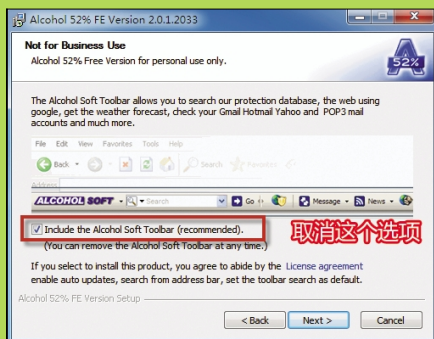 Alcohol 52% FE Version 2.0.1.2033
Not for Business Use
Alcohol 52% Free Version for personal use only.
52%
The Alcohol Soft Toolbar allows you to search our protection database, the web using
google, get the weather forecast, check your Gmail Hotmail Yahoo and POP3 mail
accounts and much more.
File Edit View Favorites Tools Help
Back Search Favorites
Address
ALCOHOL SOFT Search Go Message News
Include the Alcohol Soft Toolbar (recommended).
取消这个选项
(You can remove the Alcohol Soft Toolbar at any time.)
If you select to install this product, you agree to abide by the License agreement
enable auto updates, search from address bar, set the toolbar search as default.
Alcohol 52% FE Version Setup
< Back Next > Cancel